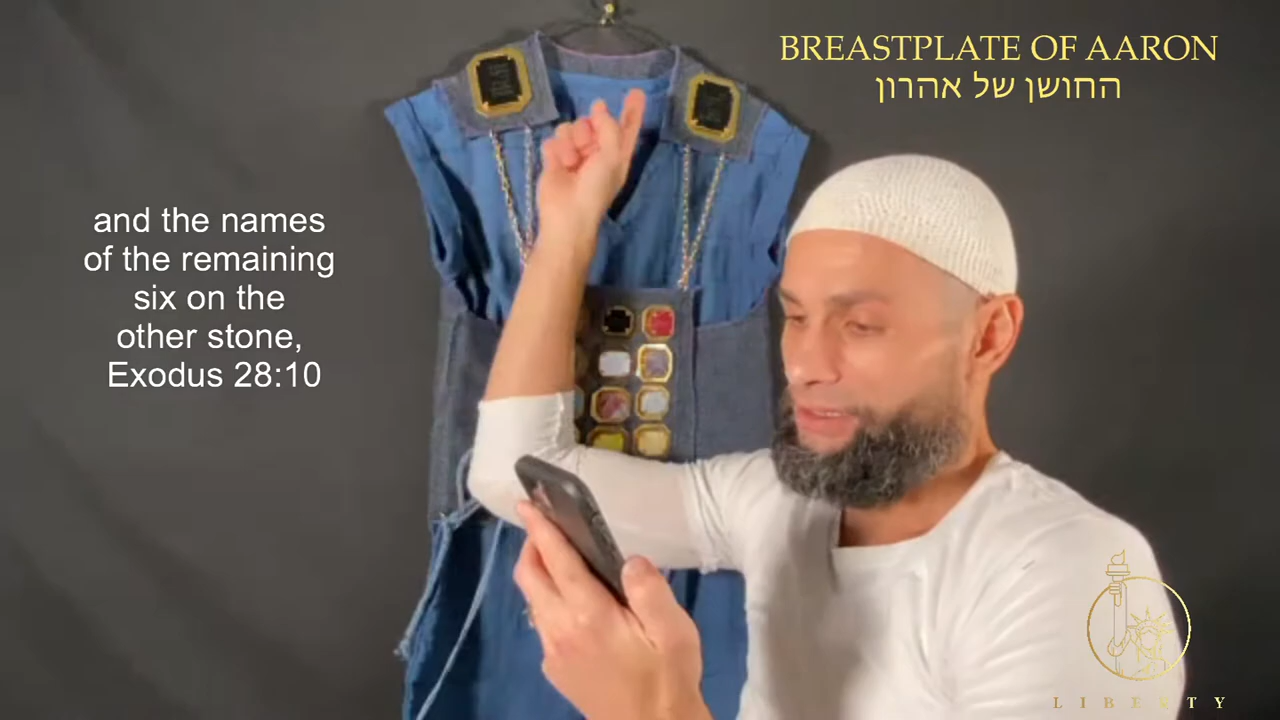 BREASTPLATE OF AARON
החושן של אהרון
and the names
of the remaining
six on the
other stone,
Exodus 28:10
LIBERTY